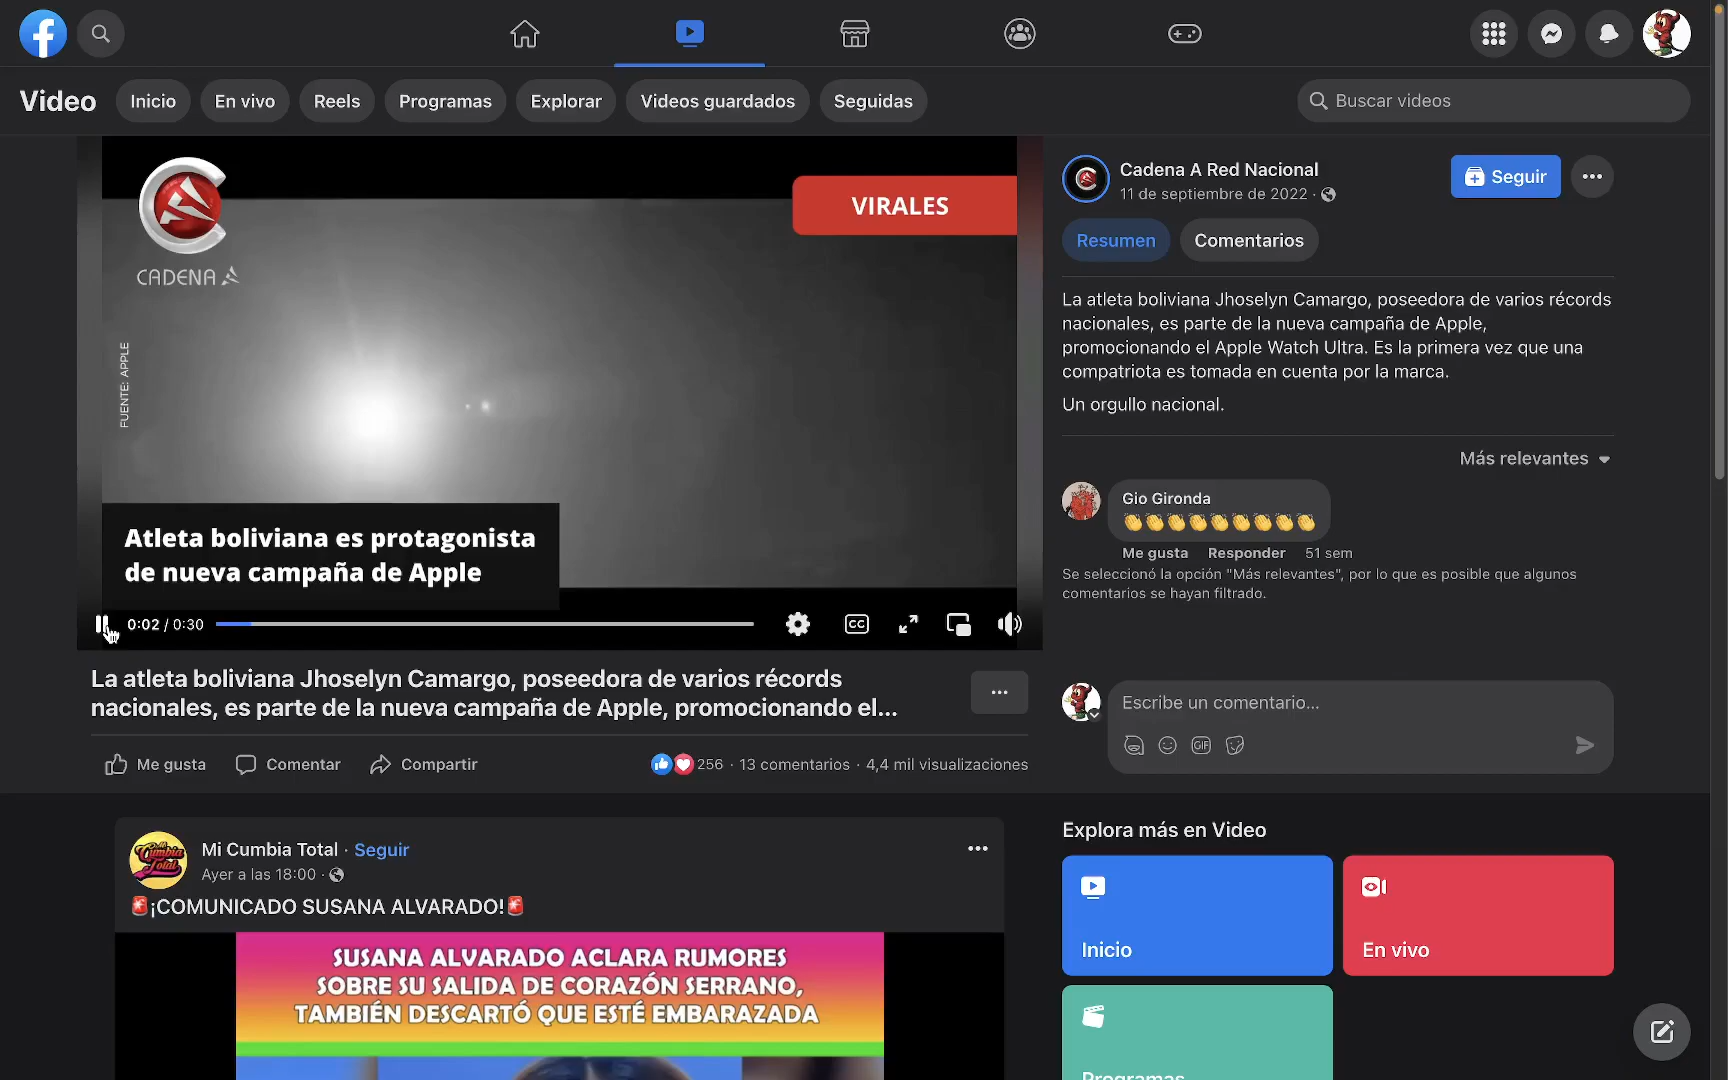 Video
Inicio
En vivo
Reels
Programas
Explorar
Videos guardados
Seguidas
Buscar videos
CADENA A
VIRALES
FUENTE: APPLE
Atleta boliviana es protagonista
de nueva campaña de Apple
0:02 / 0:30
CC
La atleta boliviana Jhoselyn Camargo, poseedora de varios récords
nacionales, es parte de la nueva campaña de Apple, promocionando el...
Me gusta
Comentar
Compartir
256 · 13 comentarios · 4,4 mil visualizaciones
Cadena A Red Nacional
11 de septiembre de 2022 ·
Seguir
Resumen
Comentarios
La atleta boliviana Jhoselyn Camargo, poseedora de varios récords
nacionales, es parte de la nueva campaña de Apple,
promocionando el Apple Watch Ultra. Es la primera vez que una
compatriota es tomada en cuenta por la marca.
Un orgullo nacional.
Más relevantes
Gio Gironda
👏👏👏👏👏👏👏👏👏
Me gusta Responder 51 sem
Se seleccionó la opción "Más relevantes", por lo que es posible que algunos
comentarios se hayan filtrado.
Escribe un comentario...
GIF
Mi Cumbia Total · Seguir
Ayer a las 18:00 ·
🚨¡COMUNICADO SUSANA ALVARADO!🚨
Mi Cumbia Total
SUSANA ALVARADO ACLARA RUMORES
SOBRE SU SALIDA DE CORAZÓN SERRANO,
TAMBIÉN DESCARTÓ QUE ESTÉ EMBARAZADA
Explora más en Video
Inicio
En vivo
Programas